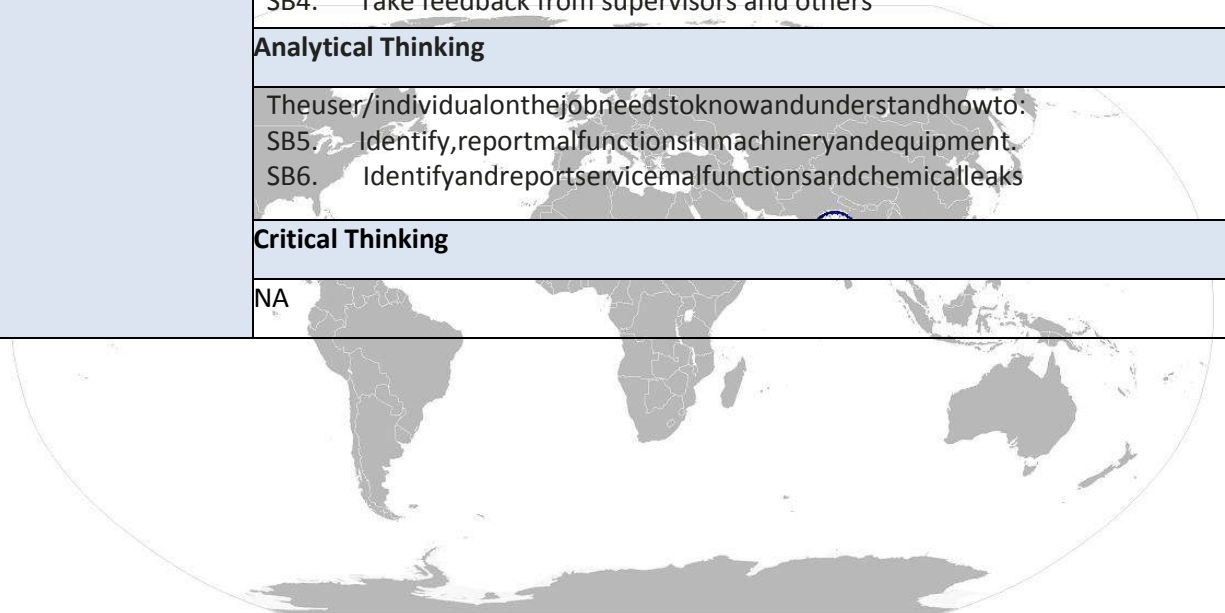 SB4. Take feedback from supervisors and others
Analytical Thinking
Theuser/individualonthejobneedstoknowandunderstandhowto:
SB5. Identify,reportmalfunctionsinmachineryandequipment.
SB6. Identifyandreportservicemalfunctionsandchemicalleaks
Critical Thinking
NA